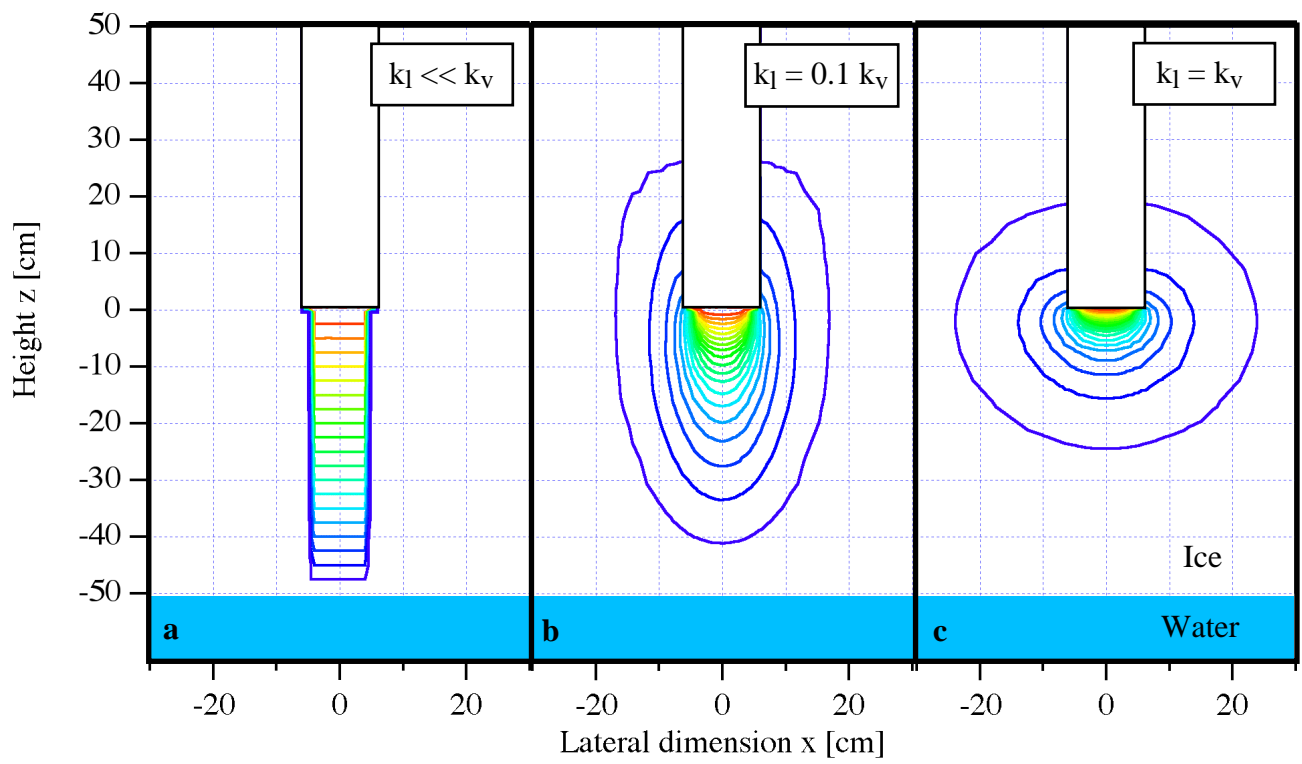 50
40
30
20
10
0
-10
-20
-30
-40
-50
Height z [cm]
k_l << k_v
k_l = 0.1 k_v
k_l = k_v
Ice
Water
a
b
c
-20 0 20
-20 0 20
-20 0 20
Lateral dimension x [cm]